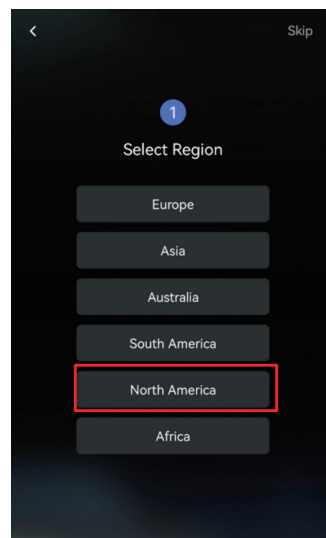 Skip
1
Select Region
Europe
Asia
Australia
South America
North America
Africa